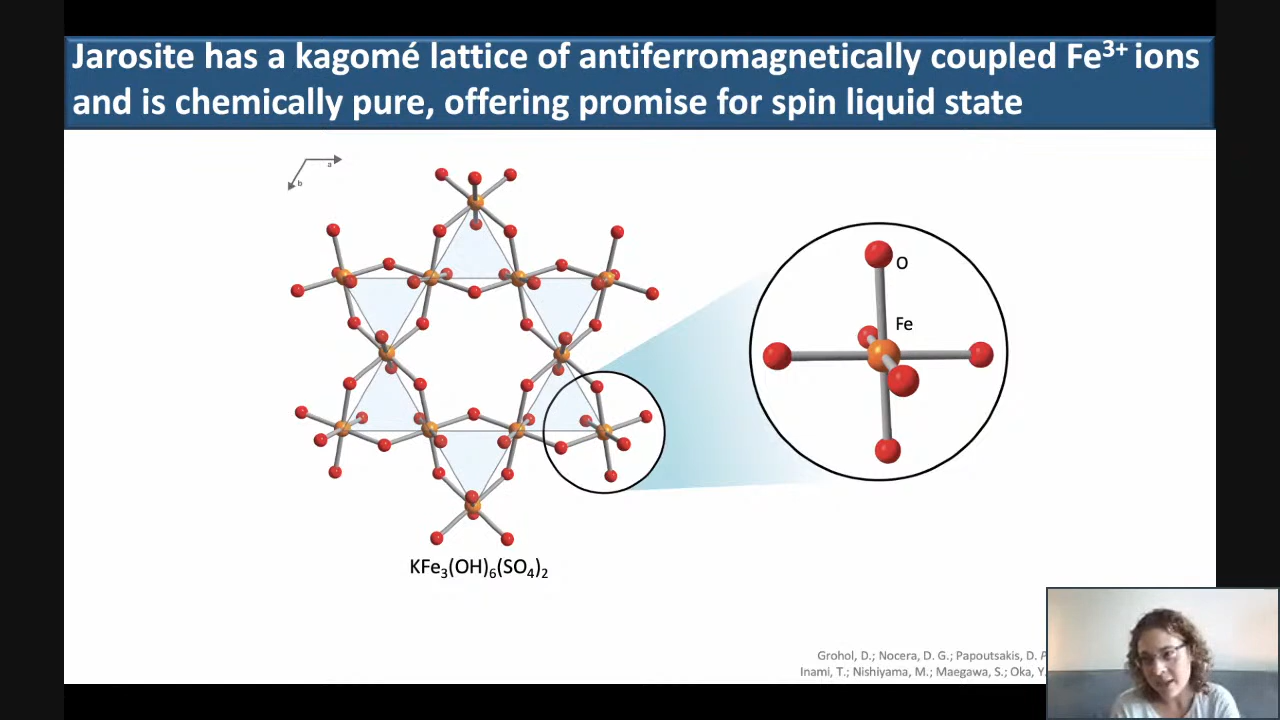 Jarosite has a kagomé lattice of antiferromagnetically coupled Fe³⁺ ions
and is chemically pure, offering promise for spin liquid state
a
b
O
Fe
KFe₃(OH)₆(SO₄)₂
Grohol, D.; Nocera, D. G.; Papoutsakis, D.
Inami, T.; Nishiyama, M.; Maegawa, S.; Oka, Y.